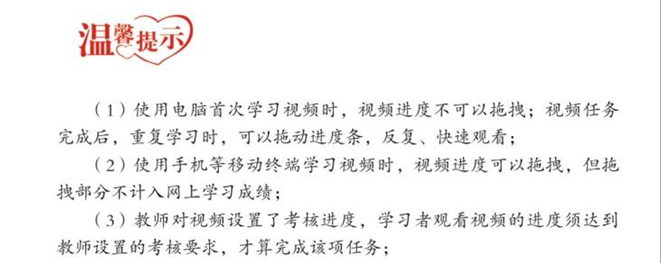 温馨提示
（1）使用电脑首次学习视频时，视频进度不可以拖拽；视频任务
完成后，重复学习时，可以拖动进度条，反复、快速观看；
（2）使用手机等移动终端学习视频时，视频进度可以拖拽，但拖
拽部分不计入网上学习成绩；
（3）教师对视频设置了考核进度，学习者观看视频的进度须达到
教师设置的考核要求，才算完成该项任务；